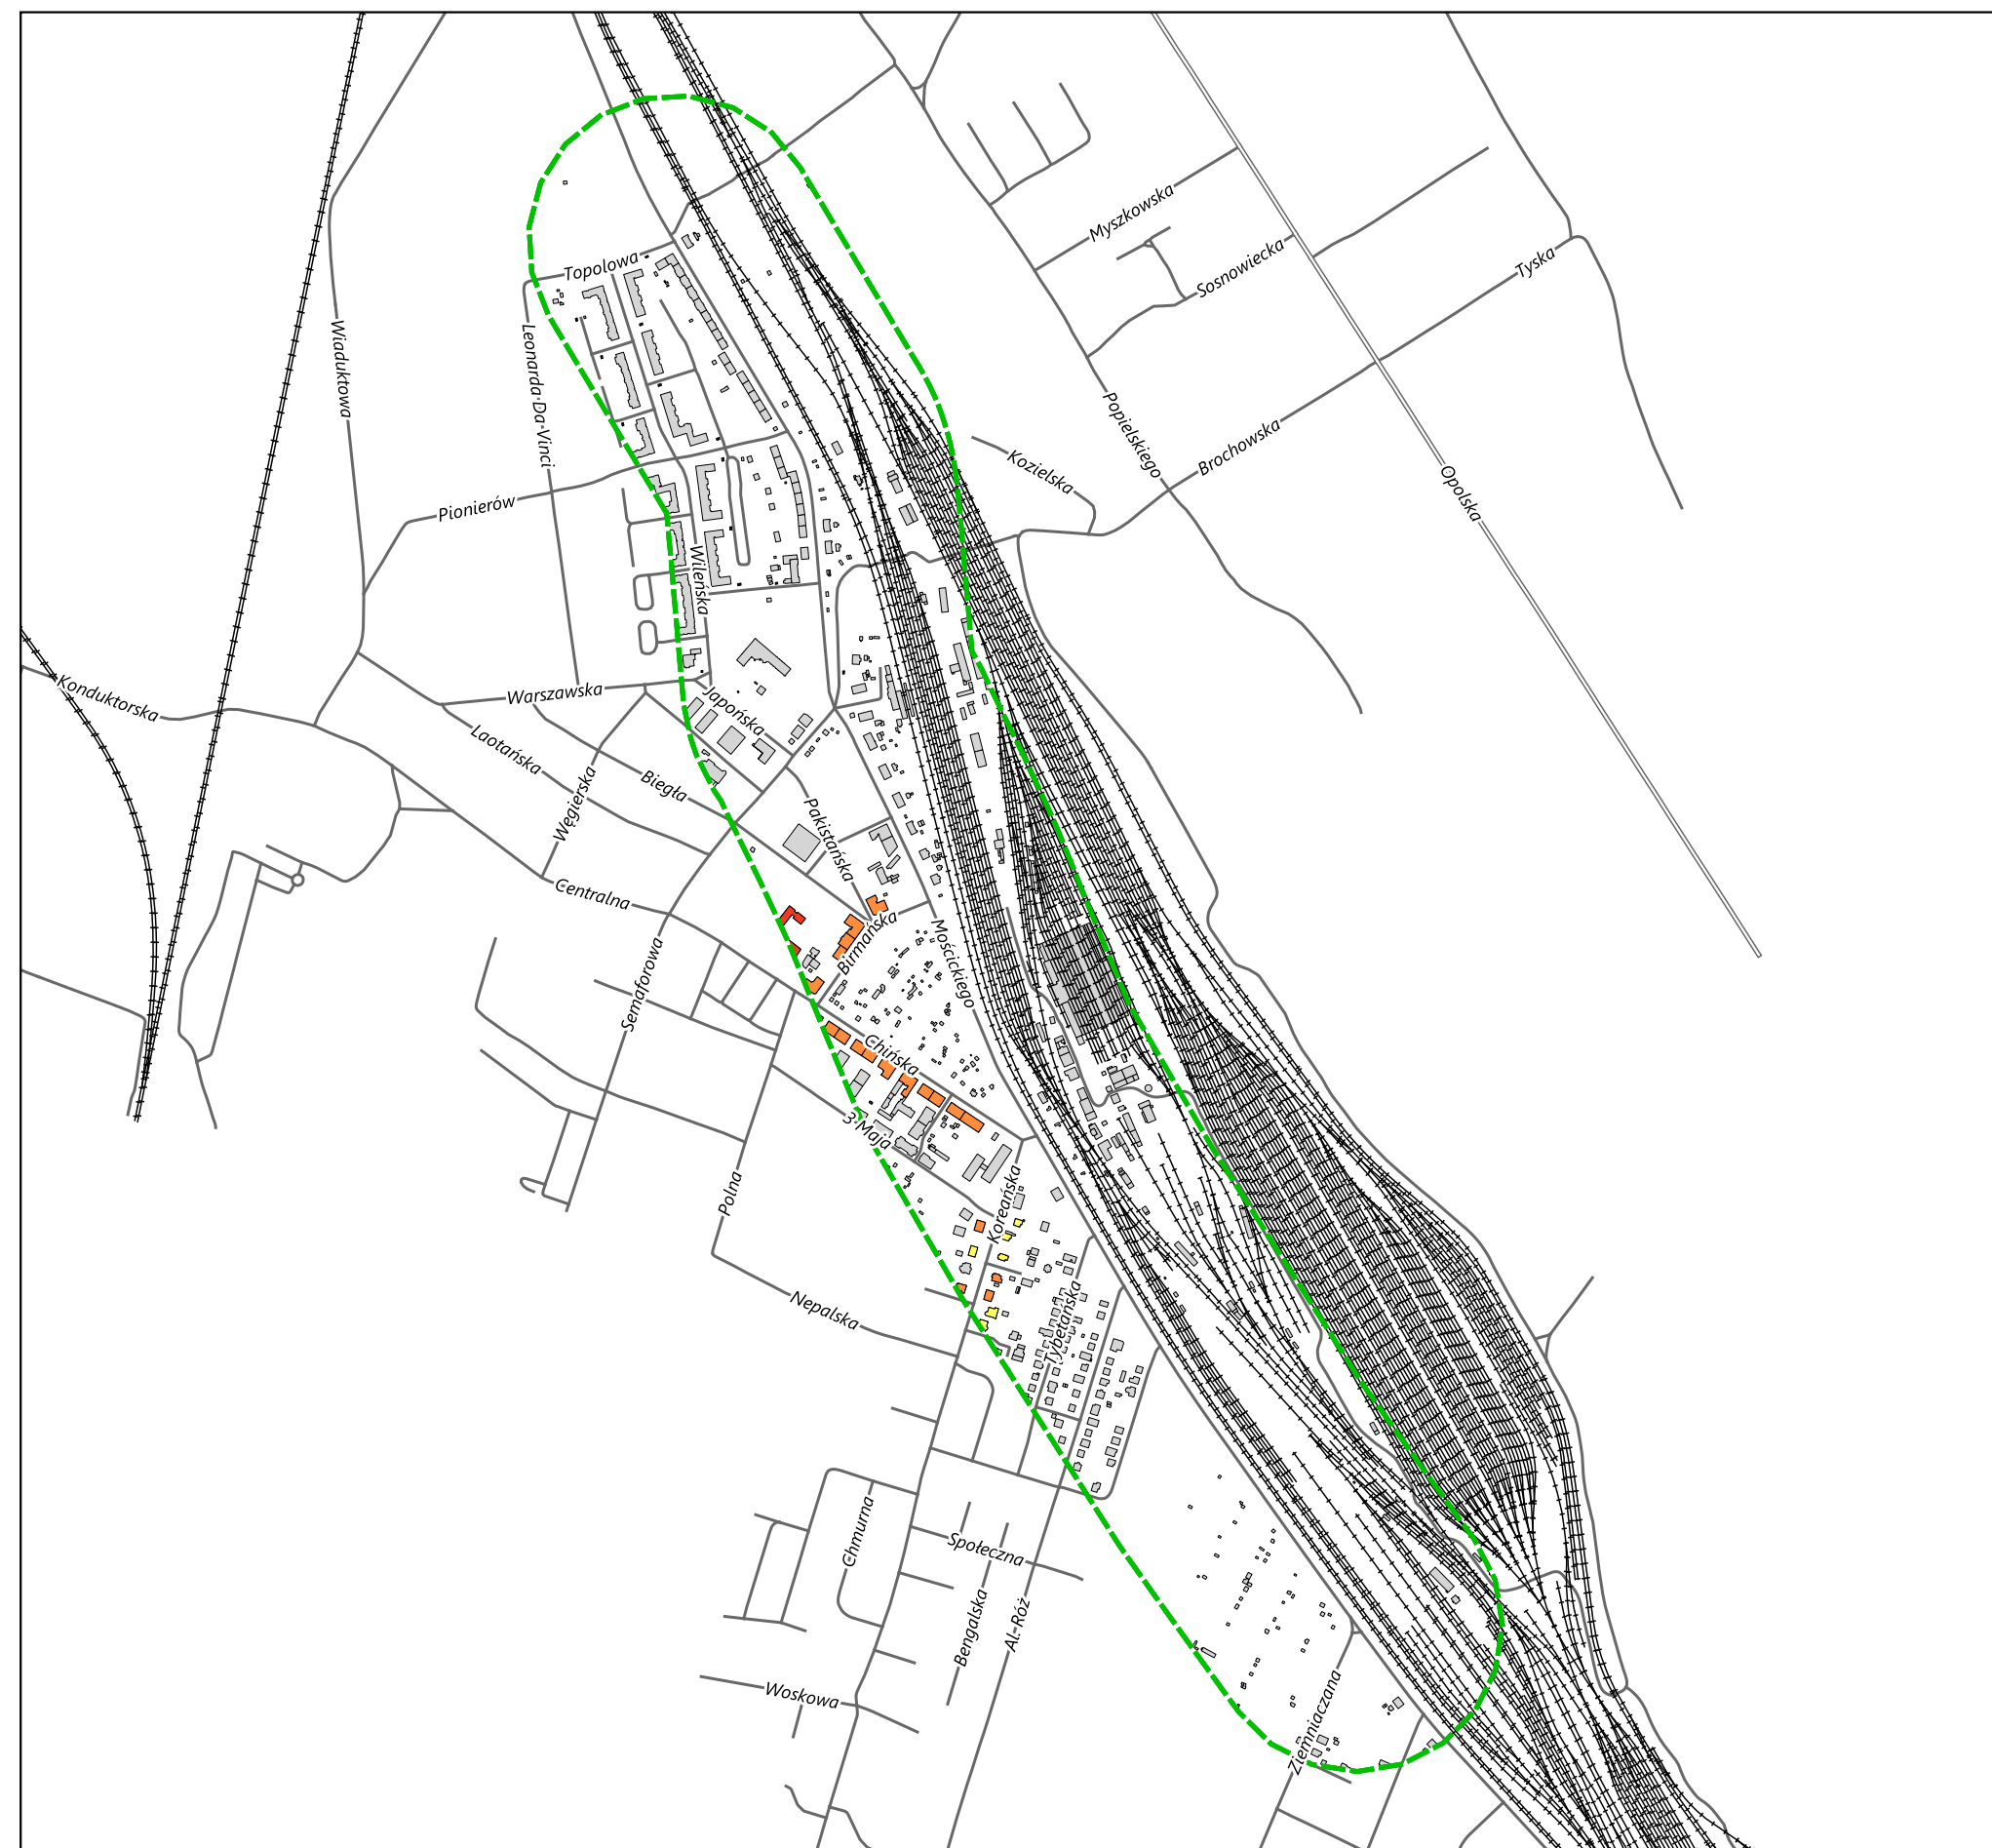 Myszkowska
Sosnowiecka
Tyska
Topolowa
Wiaduktowa
Leonarda-Da-Vinci
Popielskiego
Brochowska
Kozielska
Opolska
Pionierów
Wileńska
Konduktorska
Warszawska
Japońska
Laotańska
Biegła
Węgierska
Pakistańska
Centralna
Birmańska
Mościckiego
Semaforowa
Chińska
3-Maja
Polna
Koreańska
Nepalska
Tybetańska
Chmurna
Społeczna
Bengalska
Al.-Róż
Woskowa
Ziemniaczana